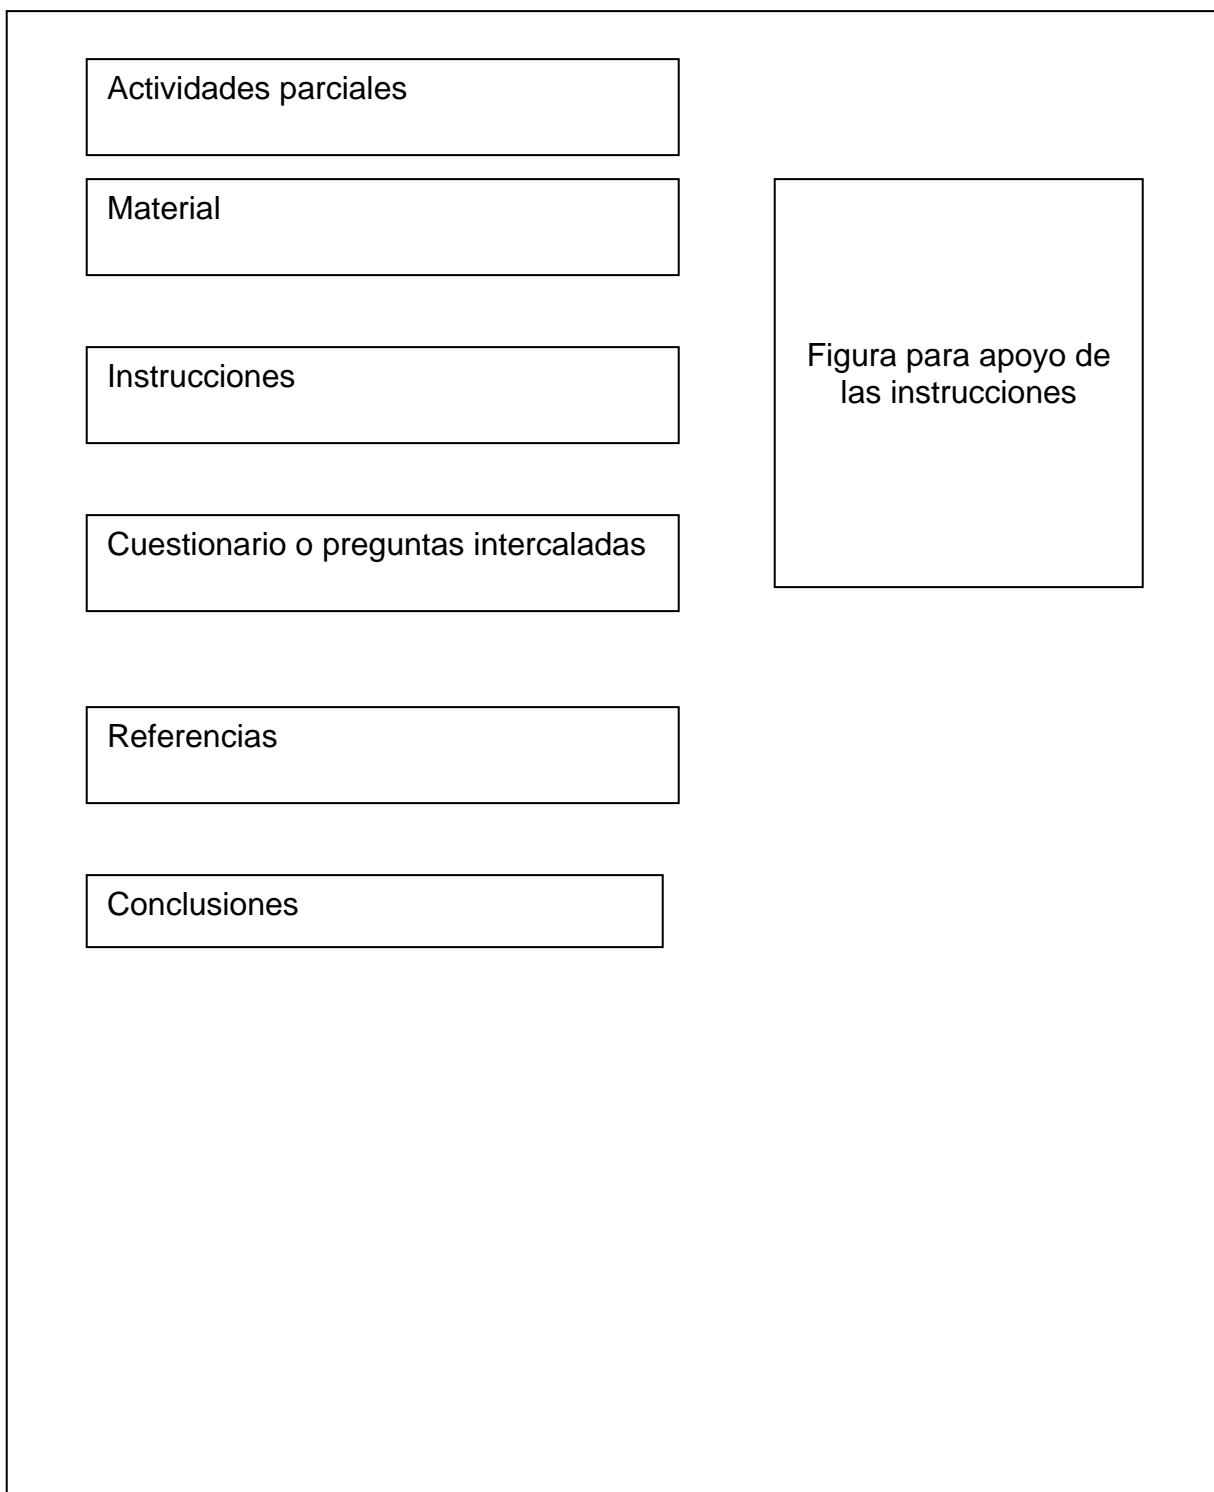 Actividades parciales
Material
Instrucciones
Figura para apoyo de
las instrucciones
Cuestionario o preguntas intercaladas
Referencias
Conclusiones